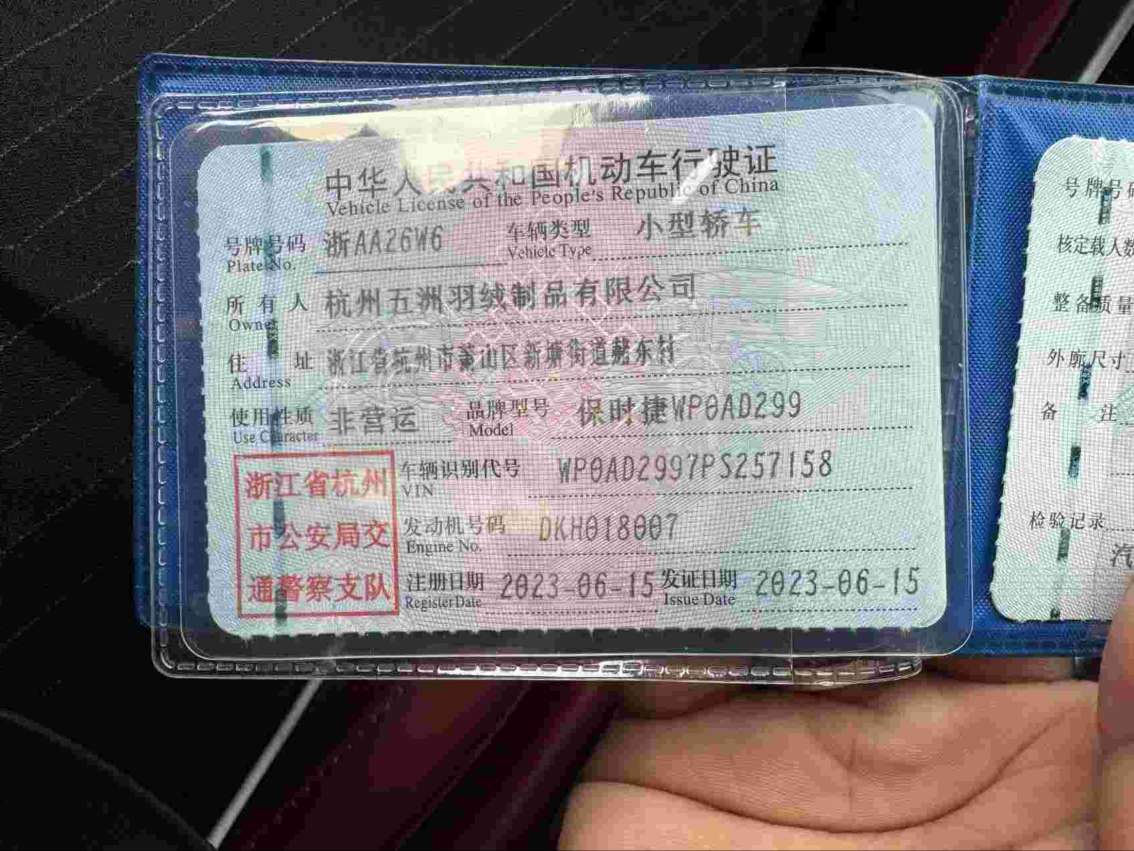 中华人民共和国机动车行驶证
Vehicle License of the People's Republic of China
号牌号码 浙AA26W6 车辆类型 小型轿车
Plate No. Vehicle Type
所有人 杭州五洲羽绒制品有限公司
Owner
住址 浙江省杭州市萧山区新塘街道赭东村
Address
使用性质 非营运 品牌型号 保时捷WP0AD299
Use Character Model
浙江省杭州
市公安局交
通警察支队
车辆识别代号 WP0AD2997PS257158
VIN
发动机号码 DKH018007
Engine No.
注册日期 2023-06-15 发证日期 2023-06-15
Register Date Issue Date
号牌号码
核定载人数
整备质量
外廓尺寸
备注
检验记录
汽